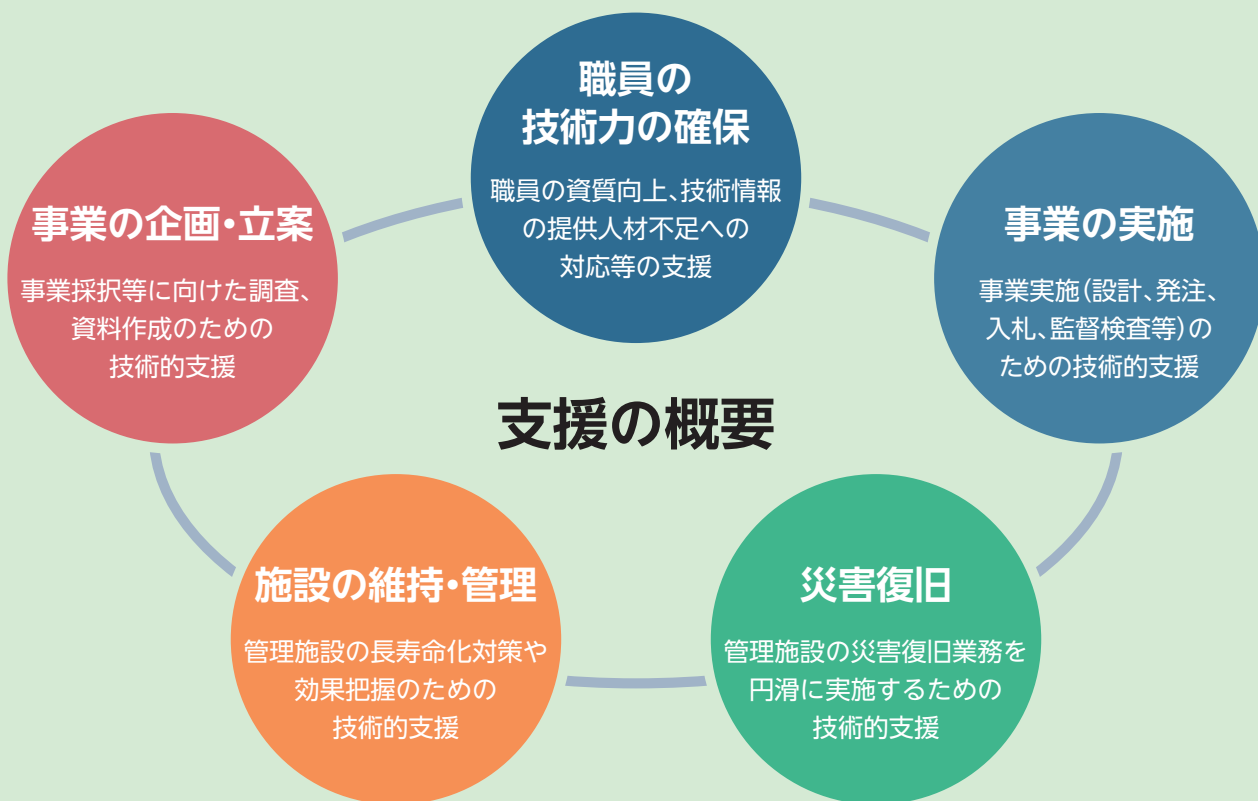 職員の
技術力の確保
職員の資質向上、技術情報
の提供人材不足への
対応等の支援
事業の企画・立案
事業採択等に向けた調査、
資料作成のための
技術的支援
事業の実施
事業実施(設計、発注、
入札、監督検査等)の
ための技術的支援
支援の概要
施設の維持・管理
管理施設の長寿命化対策や
効果把握のための
技術的支援
災害復旧
管理施設の災害復旧業務を
円滑に実施するための
技術的支援